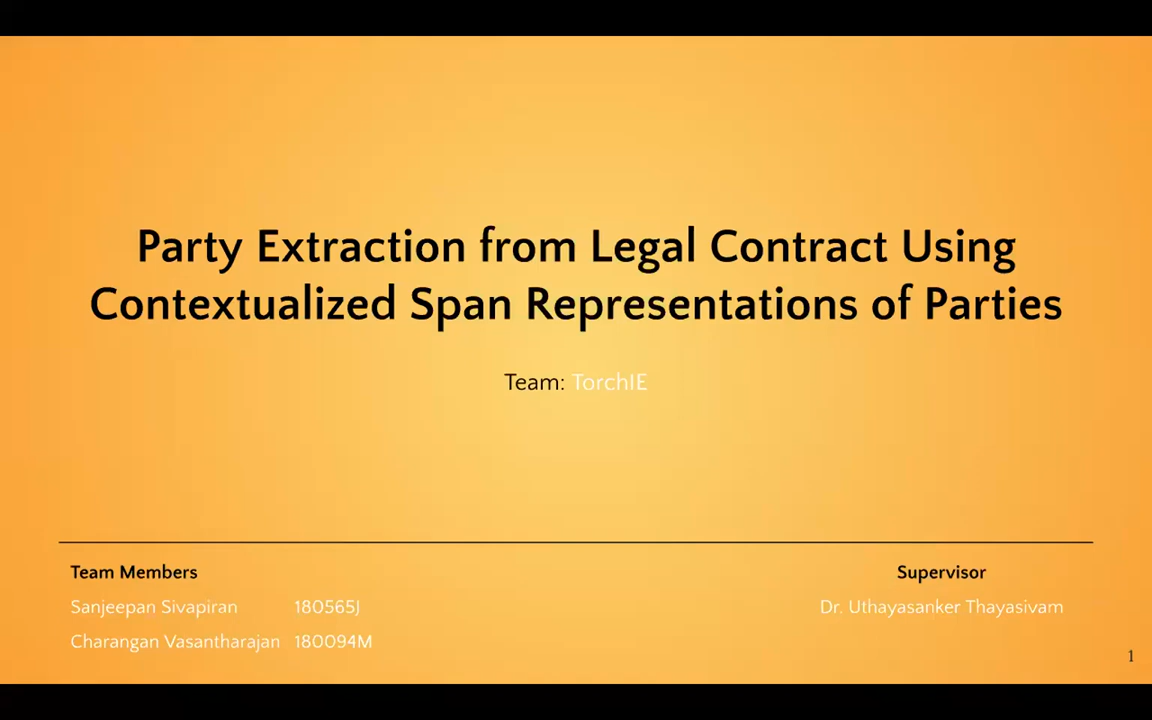 Party Extraction from Legal Contract Using
Contextualized Span Representations of Parties
Team: TorchIE
Team Members
Sanjeepan Sivapiran 180565J
Charangan Vasantharajan 180094M
Supervisor
Dr. Uthayasanker Thayasivam
1